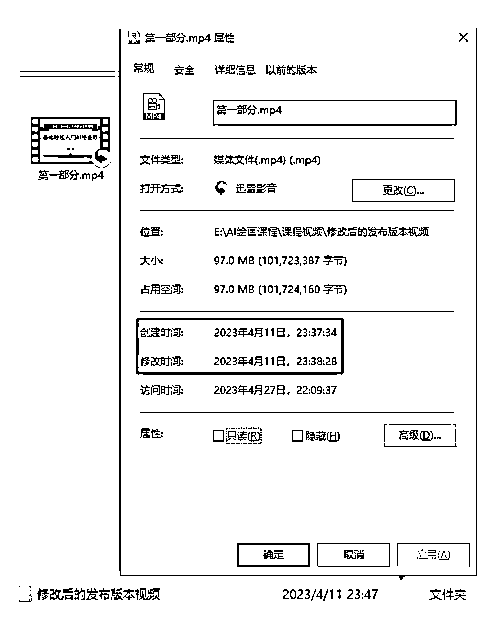 第一部分.mp4 属性
常规 安全 详细信息 以前的版本
MP4
第一部分.mp4
第一部分.mp4
文件类型: 媒体文件(.mp4) (.mp4)
打开方式: 迅雷影音 更改(C)...
位置: E:\AI绘画课程\课程视频\修改后的发布版本视频
大小: 97.0 MB (101,723,387 字节)
占用空间: 97.0 MB (101,724,160 字节)
创建时间: 2023年4月11日, 23:37:34
修改时间: 2023年4月11日, 23:38:26
访问时间: 2023年4月27日, 22:09:37
属性: 只读(R) 隐藏(H) 高级(D)...
确定 取消 应用(A)
修改后的发布版本视频 2023/4/11 23:47 文件夹